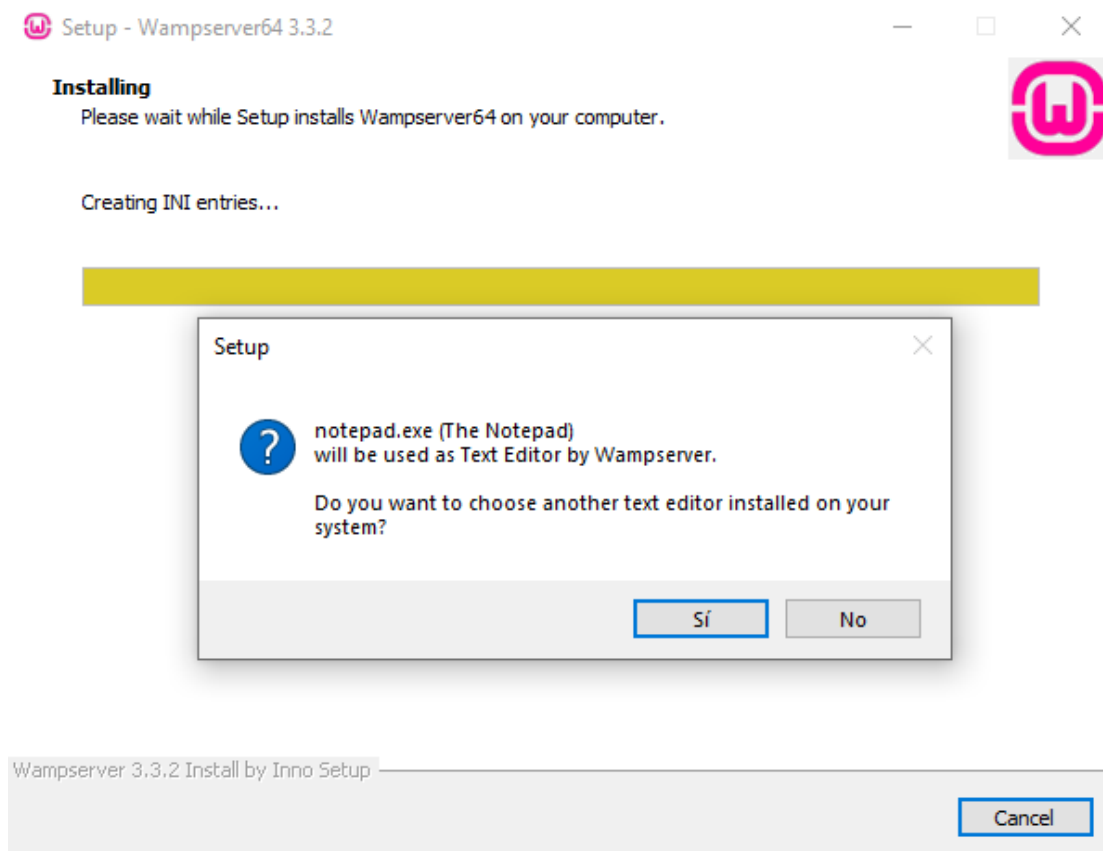 Setup - Wampserver64 3.3.2
Installing
Please wait while Setup installs Wampserver64 on your computer.
Creating INI entries...
Setup
notepad.exe (The Notepad)
will be used as Text Editor by Wampserver.
Do you want to choose another text editor installed on your
system?
Sí
No
Wampserver 3.3.2 Install by Inno Setup
Cancel